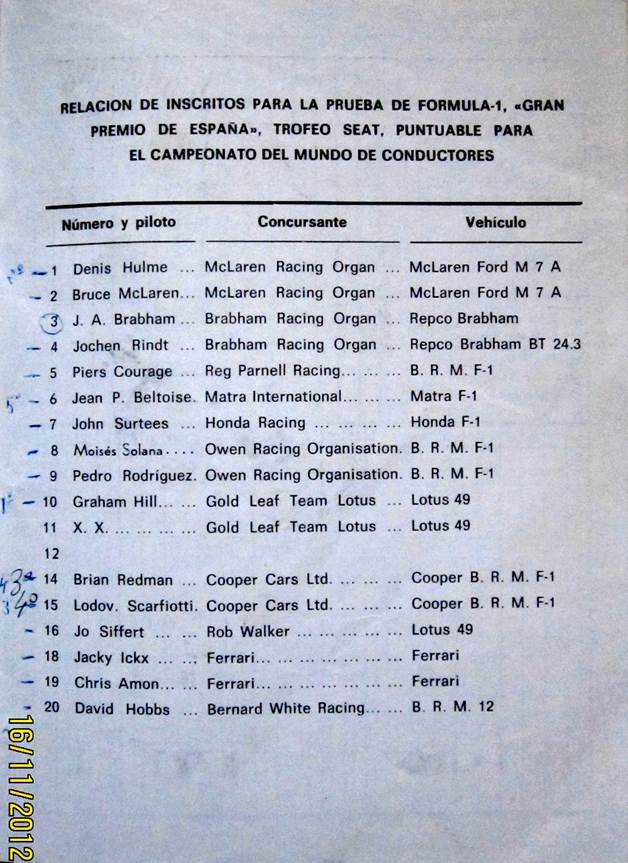 RELACION DE INSCRITOS PARA LA PRUEBA DE FORMULA-1, «GRAN
PREMIO DE ESPAÑA», TROFEO SEAT, PUNTUABLE PARA
EL CAMPEONATO DEL MUNDO DE CONDUCTORES
Número y piloto Concursante Vehículo
1 Denis Hulme ... McLaren Racing Organ ... McLaren Ford M 7 A
2 Bruce McLaren... McLaren Racing Organ ... McLaren Ford M 7 A
3 J. A. Brabham ... Brabham Racing Organ ... Repco Brabham
4 Jochen Rindt ... Brabham Racing Organ ... Repco Brabham BT 24.3
5 Piers Courage ... Reg Parnell Racing... ... ... B. R. M. F-1
6 Jean P. Beltoise. Matra International... ... ... Matra F-1
7 John Surtees ... Honda Racing ... ... ... ... Honda F-1
8 Moisés Solana .... Owen Racing Organisation. B. R. M. F-1
9 Pedro Rodríguez. Owen Racing Organisation. B. R. M. F-1
10 Graham Hill... ... Gold Leaf Team Lotus ... Lotus 49
11 X. X. ... ... ... ... Gold Leaf Team Lotus ... Lotus 49
12
14 Brian Redman ... Cooper Cars Ltd. ... ... ... Cooper B. R. M. F-1
15 Lodov. Scarfiotti. Cooper Cars Ltd. ... ... ... Cooper B. R. M. F-1
16 Jo Siffert ... ... Rob Walker ... ... ... ... ... Lotus 49
18 Jacky Ickx ... ... Ferrari... ... ... ... ... ... Ferrari
19 Chris Amon... ... Ferrari... ... ... ... ... ... Ferrari
20 David Hobbs ... Bernard White Racing... ... B. R. M. 12
16/11/2012